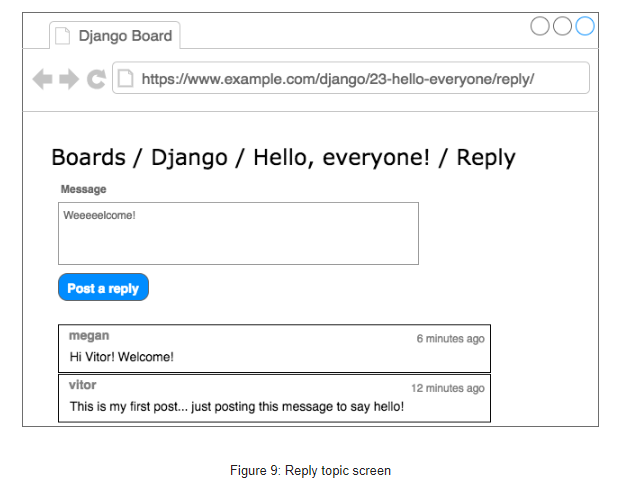 Django Board
https://www.example.com/django/23-hello-everyone/reply/
Boards / Django / Hello, everyone! / Reply
Message
Weeeeelcome!
Post a reply
megan
6 minutes ago
Hi Vitor! Welcome!
vitor
12 minutes ago
This is my first post... just posting this message to say hello!
Figure 9: Reply topic screen